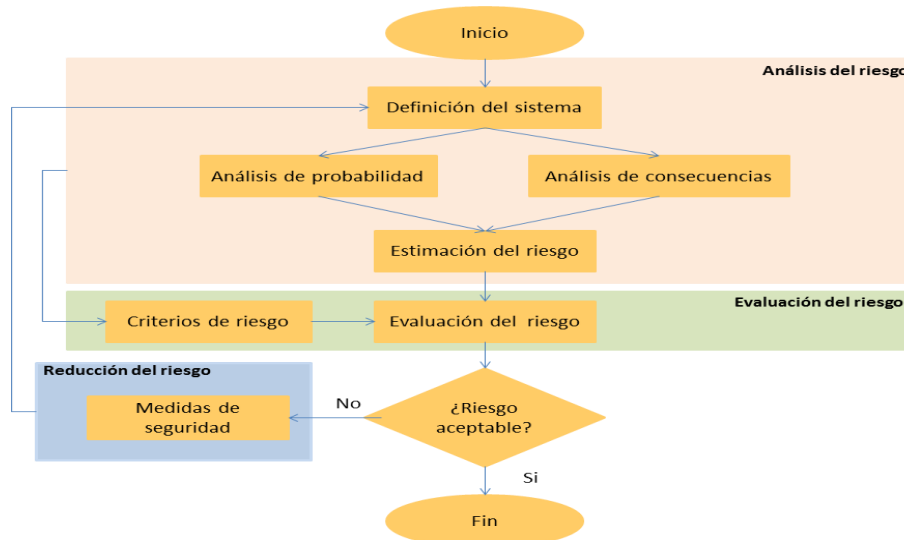 Inicio
Análisis del riesgo
Definición del sistema
Análisis de probabilidad
Análisis de consecuencias
Estimación del riesgo
Evaluación del riesgo
Criterios de riesgo
Evaluación del riesgo
Reducción del riesgo
Medidas de
seguridad
No
¿Riesgo
aceptable?
Si
Fin